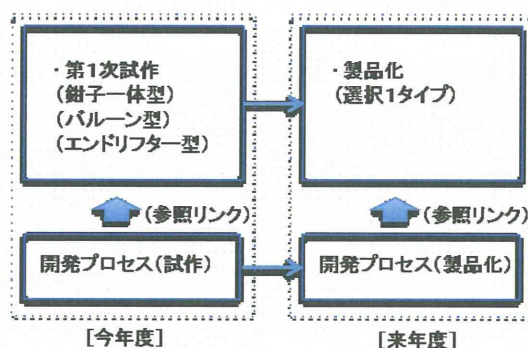 ・第1次試作
(鉗子一体型)
(バルーン型)
(エンドリフター型)
(参照リンク)
開発プロセス(試作)
[今年度]
・製品化
(選択1タイプ)
(参照リンク)
開発プロセス(製品化)
[来年度]